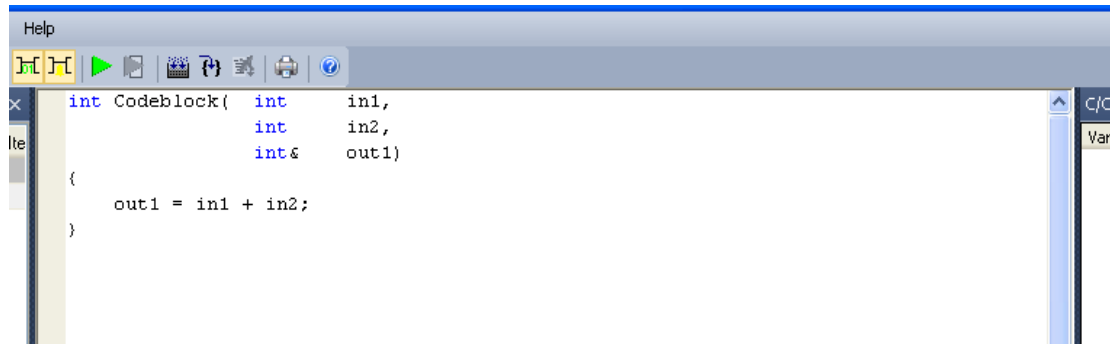 Help
int Codeblock( int in1,
int in2,
int& out1)
{
out1 = in1 + in2;
}